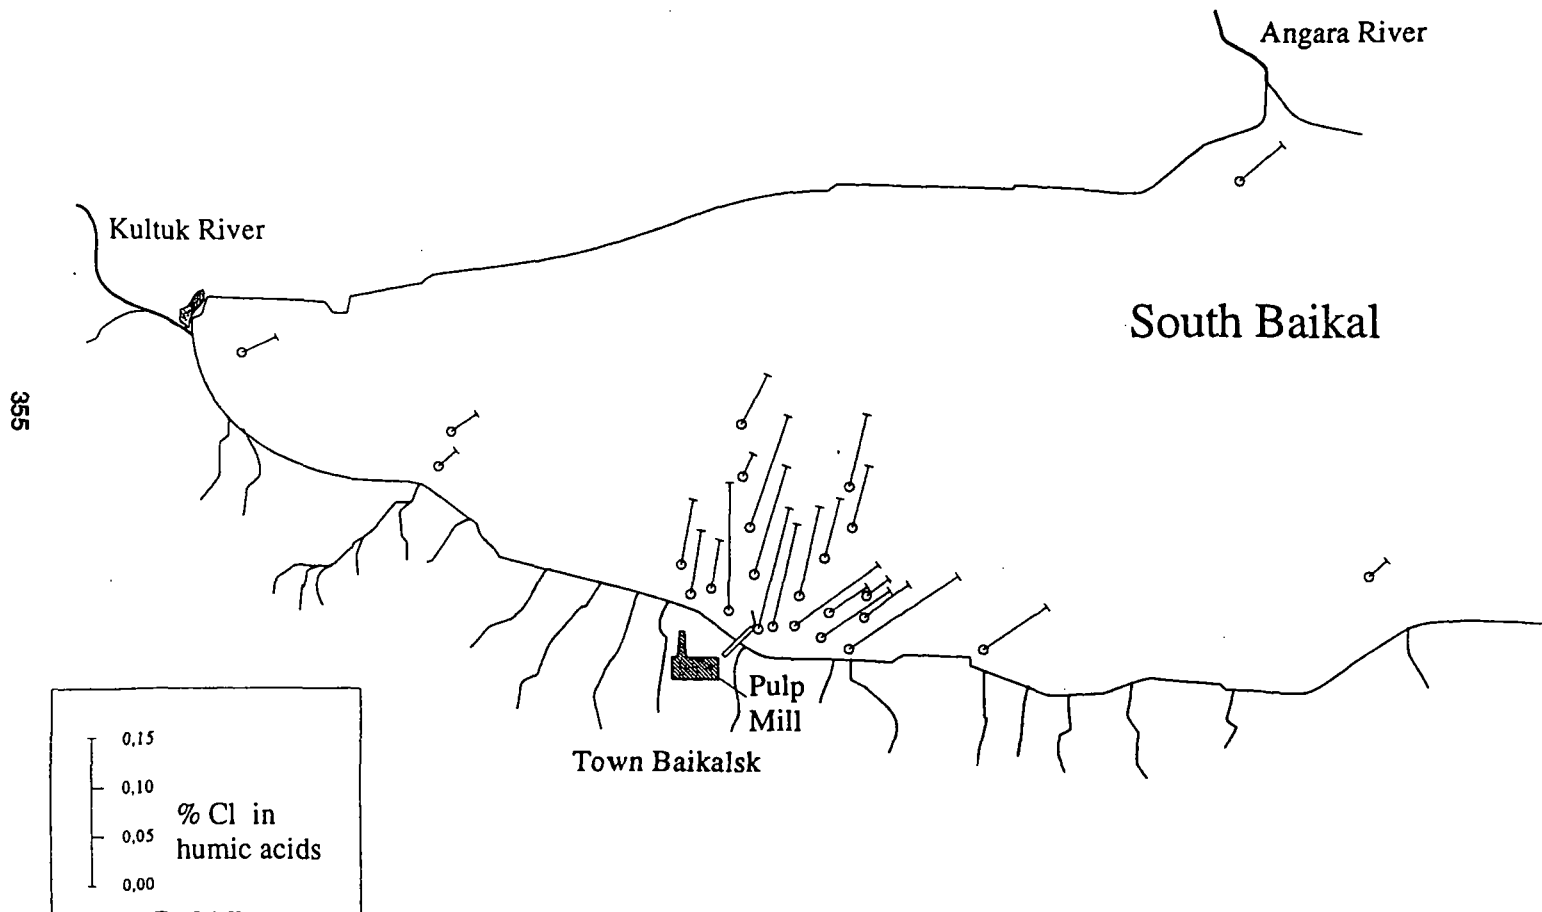 Angara River
Kultuk River
South Baikal
355
Pulp
Mill
Town Baikalsk
0,15
0,10
% Cl in
0,05
humic acids
0,00